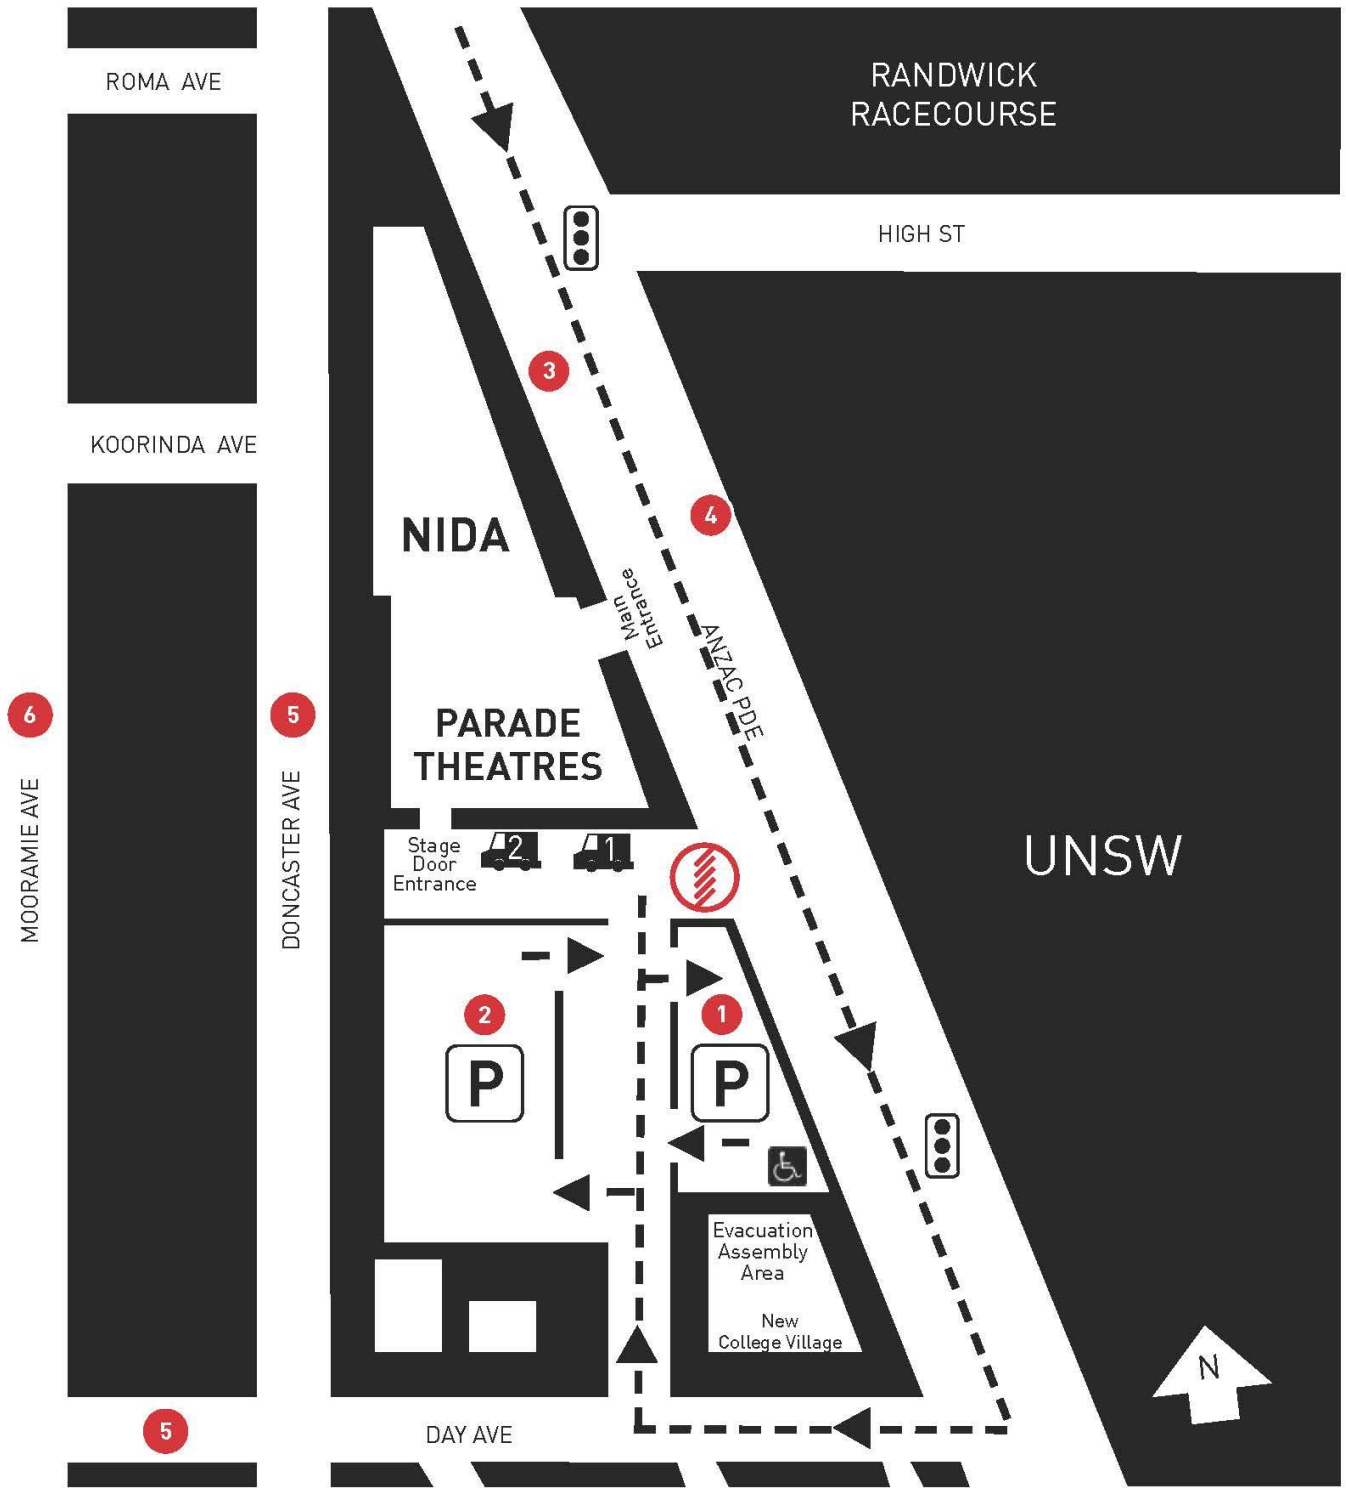 ROMA AVE
RANDWICK
RACECOURSE
HIGH ST
3
KOORINDA AVE
4
NIDA
Main
Entrance
ANZAC PDE
6
5
PARADE
THEATRES
MOORAMIE AVE
DONCASTER AVE
UNSW
Stage
Door
Entrance
2
1
2
1
P
P
Evacuation
Assembly
Area
New
College Village
N
5
DAY AVE